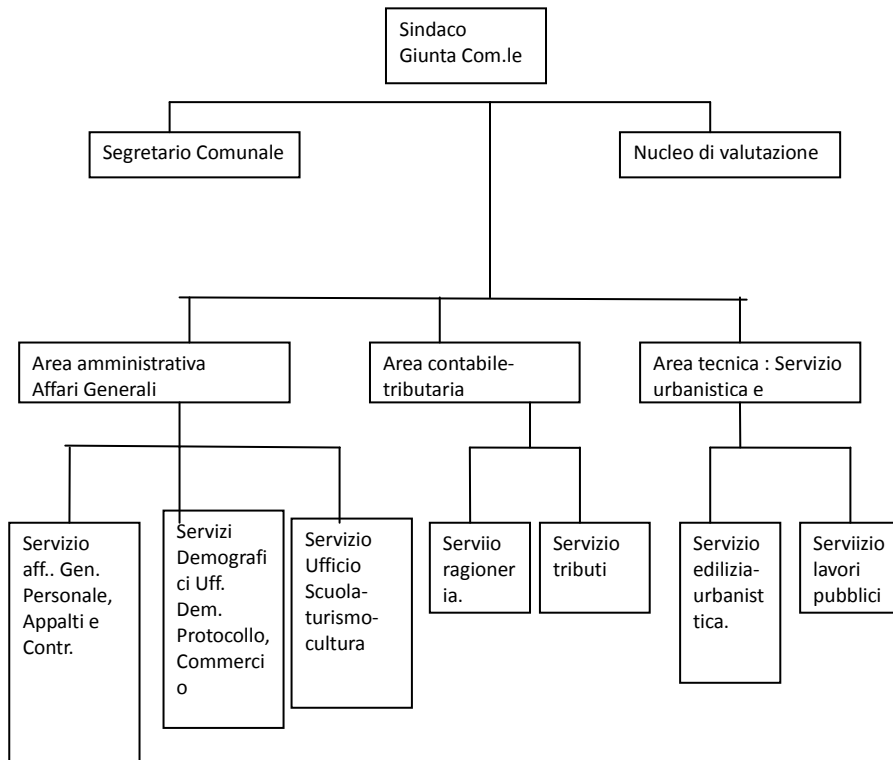 Sindaco
Giunta Com.le
Segretario Comunale
Nucleo di valutazione
Area amministrativa
Affari Generali
Area contabile-
tributaria
Area tecnica : Servizio
urbanistica e
Servizio
aff.. Gen.
Personale,
Appalti e
Contr.
Servizi
Demografi
ci Uff.
Dem.
Protocollo,
Commerci
o
Servizio
Ufficio
Scuola-
turismo-
cultura
Serviio
ragioner
ia.
Servizio
tributi
Servizio
edilizia-
urbanist
tica.
Serviizio
lavori
pubblici